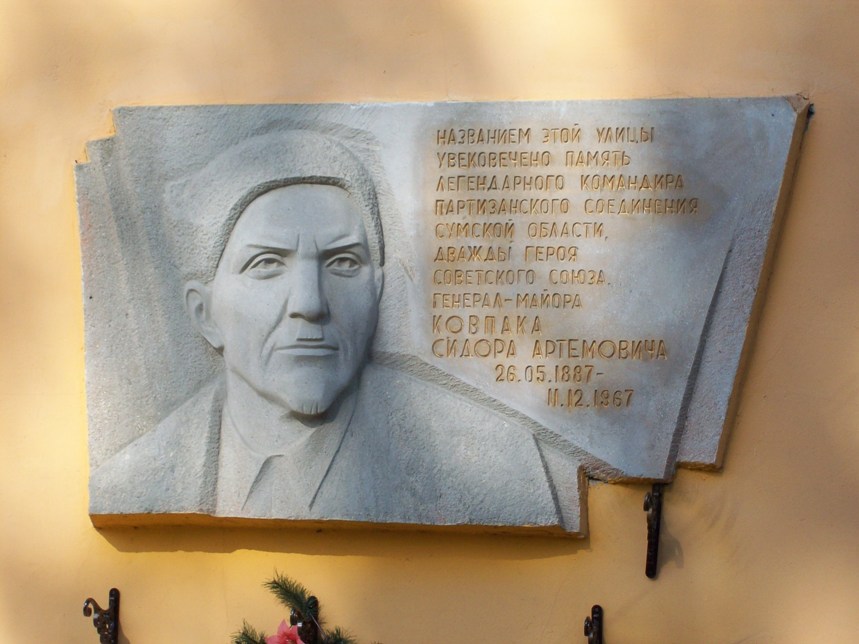 НАЗВАНИЕМ ЭТОЙ УЛИЦЫ
УВЕКОВЕЧЕНО ПАМЯТЬ
ЛЕГЕНДАРНОГО КОМАНДИРА
ПАРТИЗАНСКОГО СОЕДИНЕНИЯ
СУМСКОЙ ОБЛАСТИ,
ДВАЖДЫ ГЕРОЯ
СОВЕТСКОГО СОЮЗА,
ГЕНЕРАЛ-МАЙОРА
КОВПАКА
СИДОРА АРТЕМОВИЧА
26.05.1887-
11.12.1967